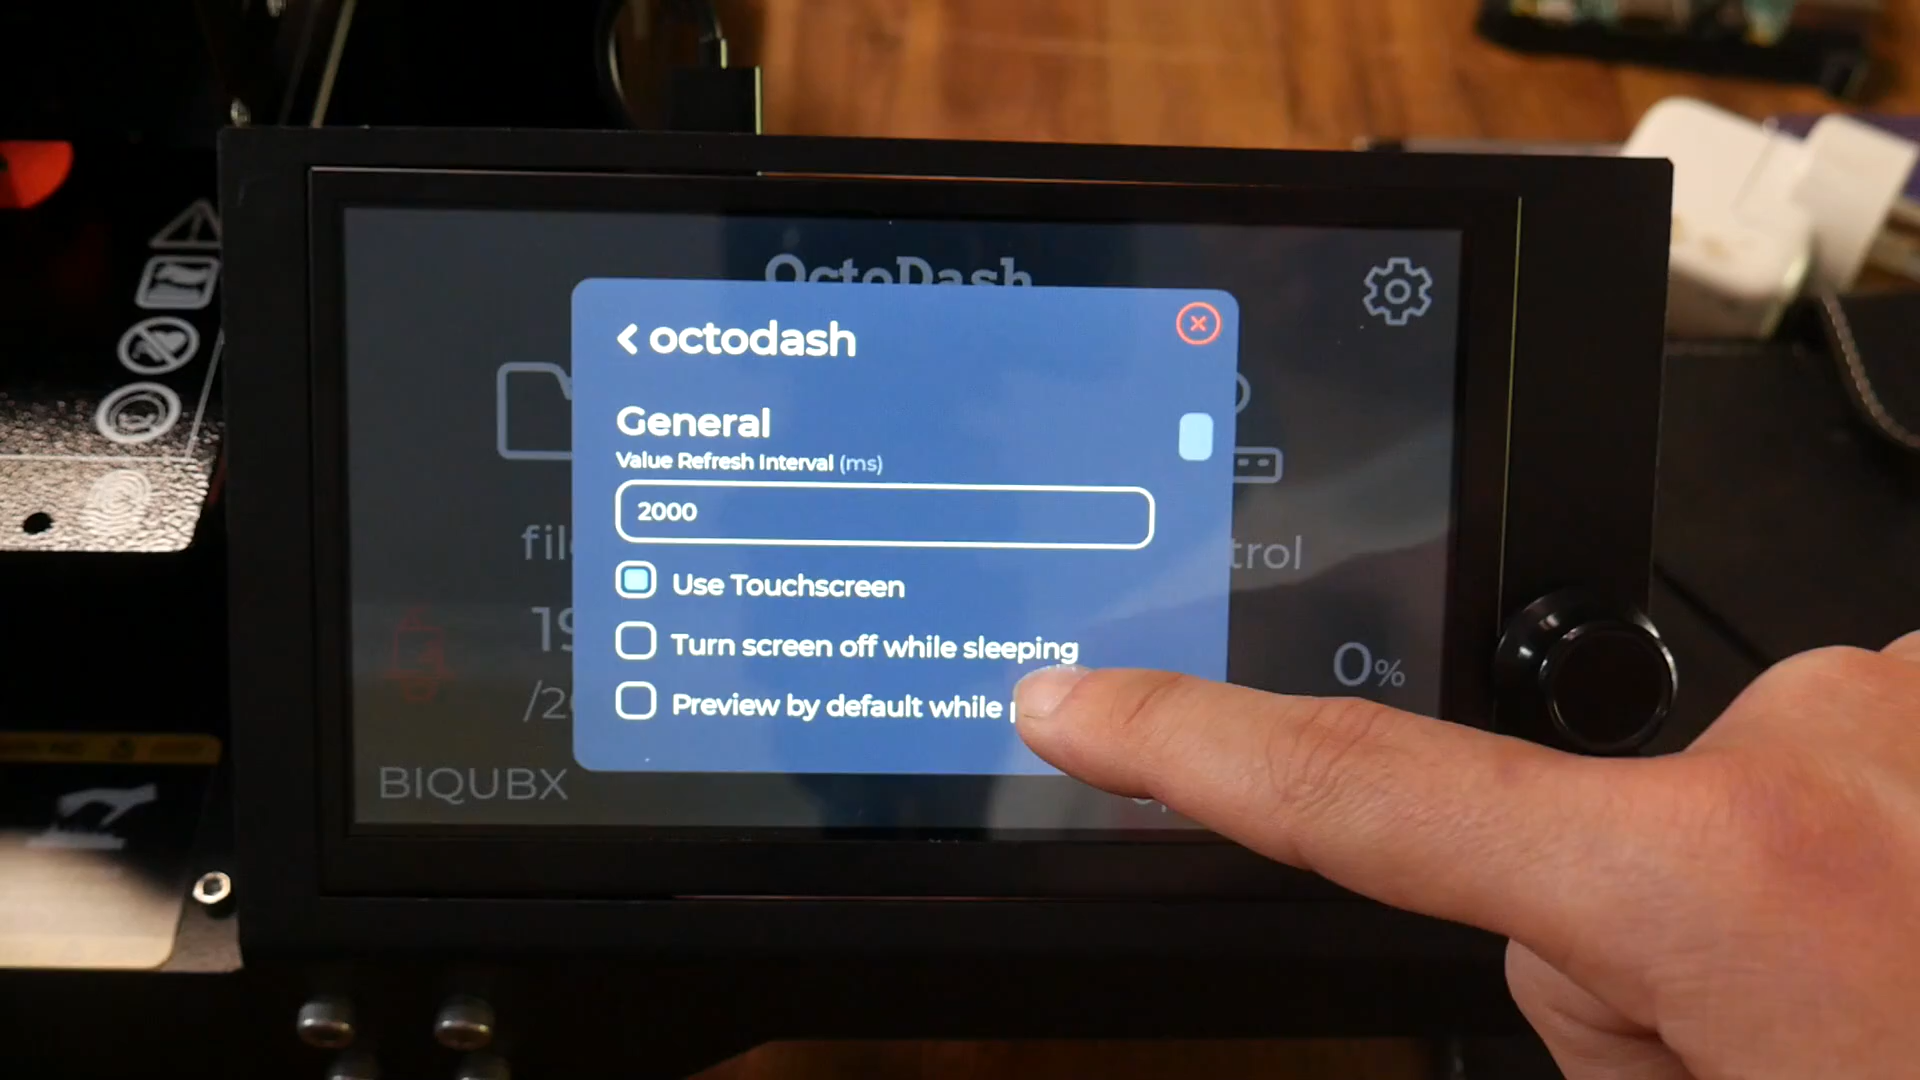 OctoDash
octodash
General
Value Refresh Interval (ms)
2000
Use Touchscreen
Turn screen off while sleeping
Preview by default while
0%
BIQUBX